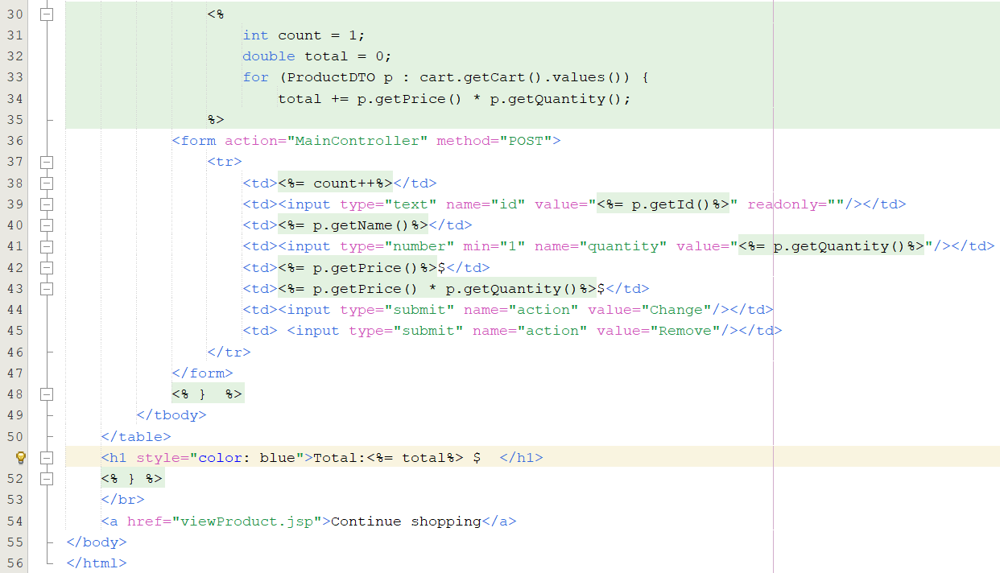 30 <%
31 int count = 1;
32 double total = 0;
33 for (ProductDTO p : cart.getCart().values()) {
34 total += p.getPrice() * p.getQuantity();
35 %>
36 <form action="MainController" method="POST">
37 <tr>
38 <td><%= count++%></td>
39 <td><input type="text" name="id" value="<%= p.getId()%>" readonly=""/></td>
40 <td><%= p.getName()%></td>
41 <td><input type="number" min="1" name="quantity" value="<%= p.getQuantity()%>"/></td>
42 <td><%= p.getPrice()%>$</td>
43 <td><%= p.getPrice() * p.getQuantity()%>$</td>
44 <td><input type="submit" name="action" value="Change"/></td>
45 <td> <input type="submit" name="action" value="Remove"/></td>
46 </tr>
47 </form>
48 <% }  %>
49 </tbody>
50 </table>
<h1 style="color: blue">Total:<%= total%> $  </h1>
52 <% } %>
53 </br>
54 <a href="viewProduct.jsp">Continue shopping</a>
55 </body>
56 </html>